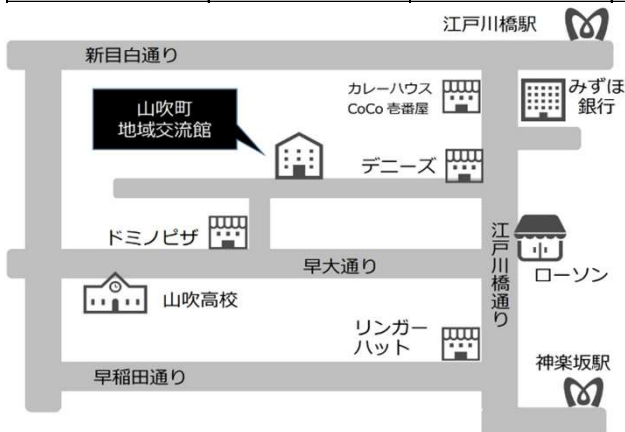 江戸川橋駅
新目白通り
カレーハウス
CoCo 壱番屋
みずほ
銀行
山吹町
地域交流館
デニーズ
ドミノピザ
江戸川橋通り
早大通り
ローソン
山吹高校
リンガー
ハット
神楽坂駅
早稲田通り